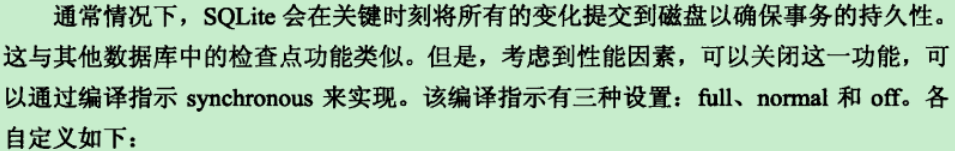 通常情况下，SQLite 会在关键时刻将所有的变化提交到磁盘以确保事务的持久性。
这与其他数据库中的检查点功能类似。但是，考虑到性能因素，可以关闭这一功能，可
以通过编译指示 synchronous 来实现。该编译指示有三种设置：full、normal 和 off。各
自定义如下：